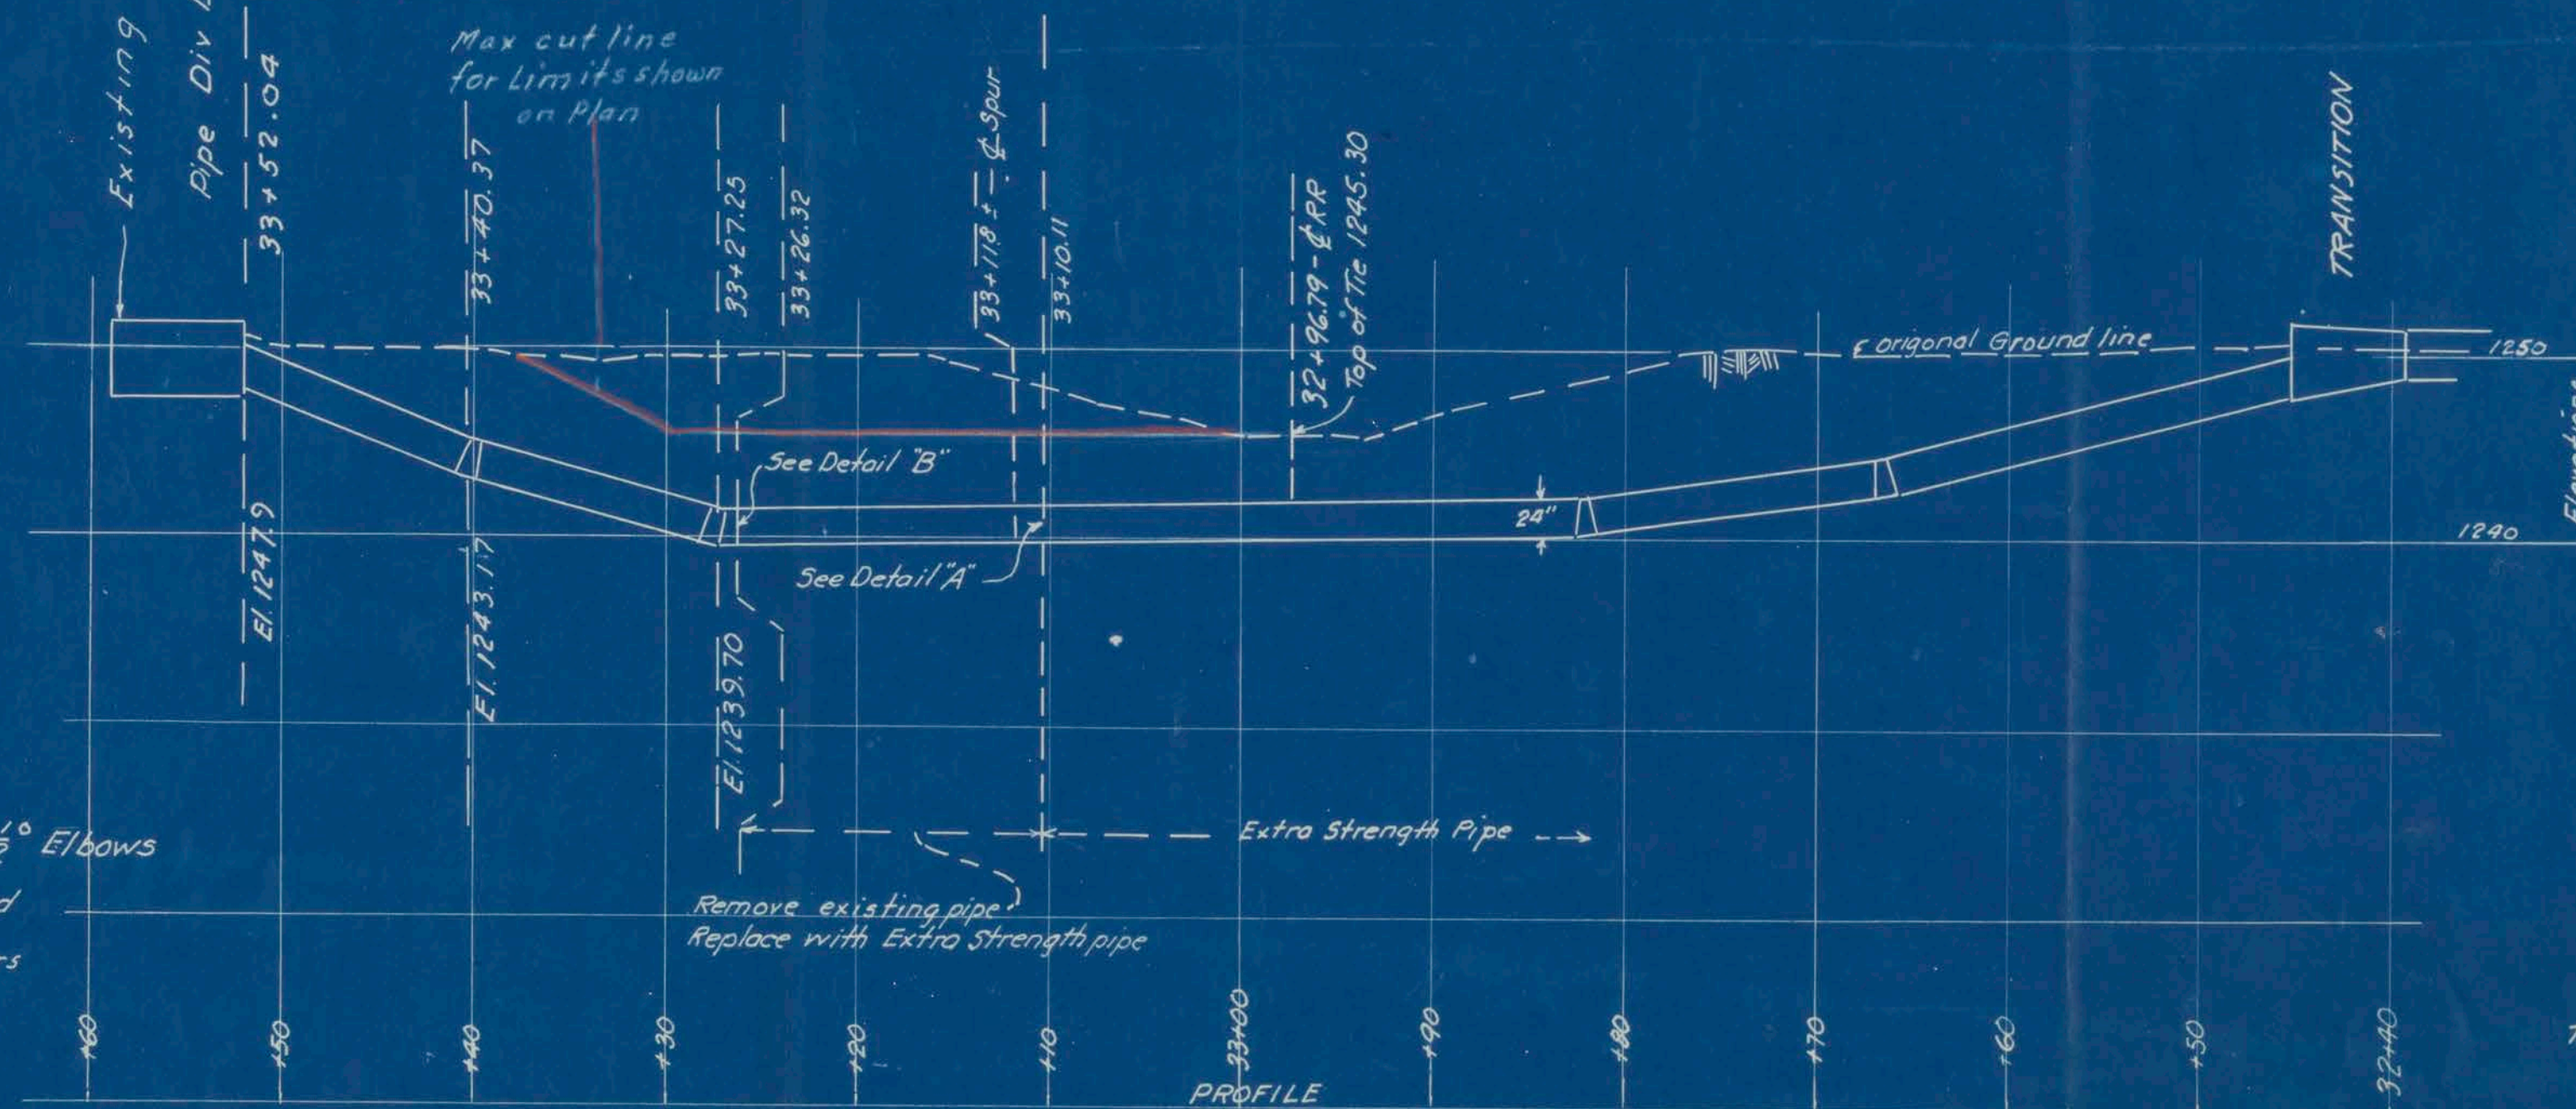 Existing
Pipe Div
33+52.04
Max cut line
for Limits shown
on Plan
33+40.37
33+27.25
33+26.32
33+11.8 ± - ℄ Spur
33+10.11
32+96.79 - ℄ RR
Top of Tie 1245.30
TRANSITION
℄ origonal Ground line
1250
Elevations
See Detail "B"
24"
1240
See Detail "A"
El. 1247.9
El. 1243.17
El. 1239.70
Extra Strength Pipe
Elbows
Remove existing pipe
Replace with Extra Strength pipe
+60
+50
+40
+30
+20
+10
33+00
+90
+80
+70
+60
+50
32+40
PROFILE